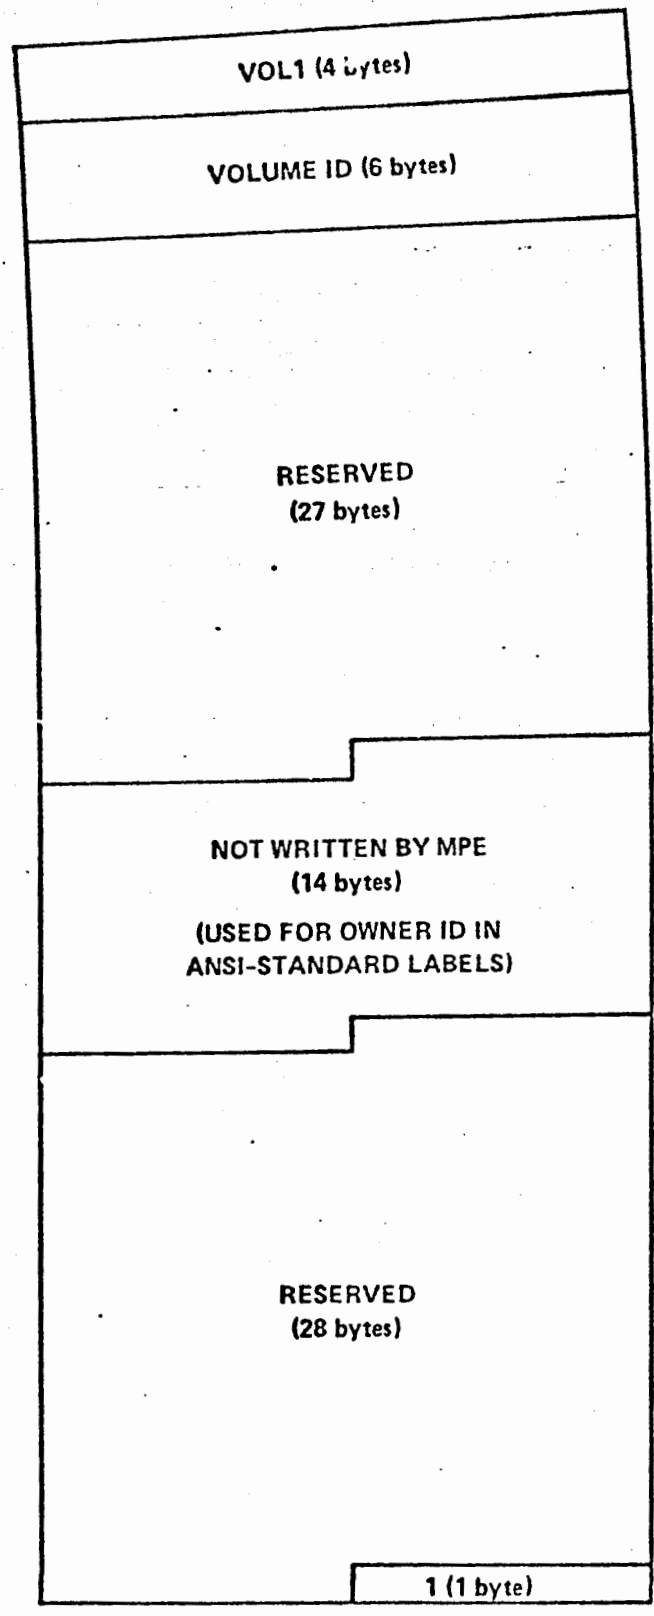 VOL1 (4 bytes)
VOLUME ID (6 bytes)
RESERVED
(27 bytes)
NOT WRITTEN BY MPE
(14 bytes)
(USED FOR OWNER ID IN
ANSI-STANDARD LABELS)
RESERVED
(28 bytes)
1 (1 byte)